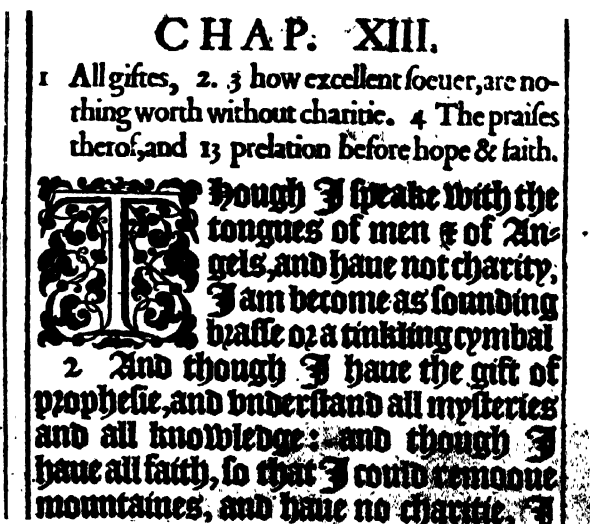 CHAP. XIII.
1 All giftes, 2. 3 how excellent soeuer, are no-
thing worth without charitie. 4 The praises
therof, and 13 prelation before hope & faith.
Though I speake with the
tongues of men & of An-
gels, and haue not charity,
I am become as sounding
brasse or a tinkling cymbal
2 And though I haue the gift of
prophesie, and vnderstand all mysteries
and all knowledge: and though I
haue all faith, so that I could remooue
mountaines, and haue no charitie, I